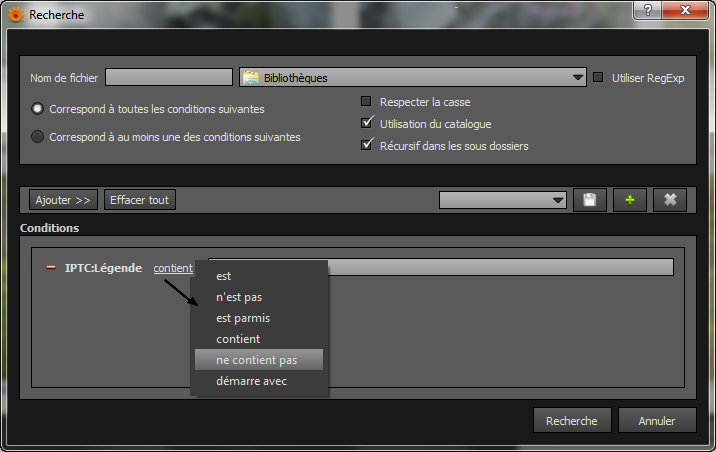 Recherche
Nom de fichier
Bibliothèques
Utiliser RegExp
Correspond à toutes les conditions suivantes
Respecter la casse
Correspond à au moins une des conditions suivantes
Utilisation du catalogue
Récursif dans les sous dossiers
Ajouter >>
Effacer tout
Conditions
IPTC:Légende contient
est
n'est pas
est parmis
contient
ne contient pas
démarre avec
Recherche
Annuler